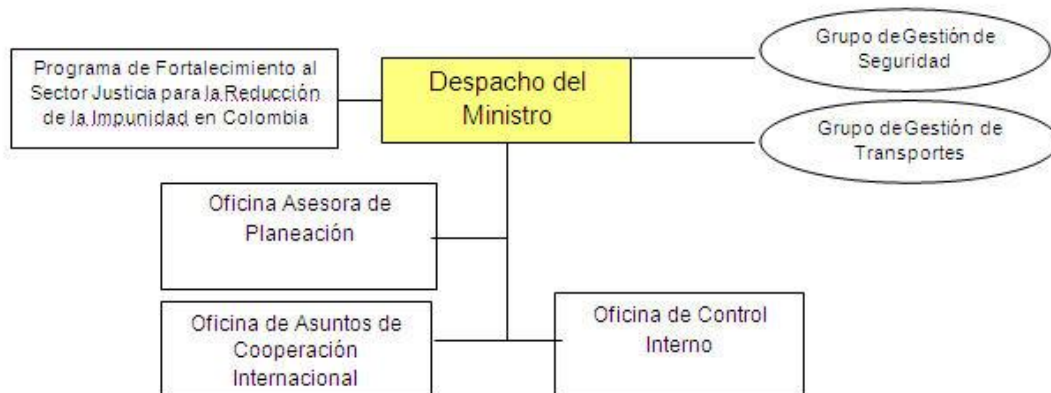 Programa de Fortalecimiento al
Sector Justicia para la Reducción
de la Impunidad en Colombia
Despacho del
Ministro
Grupo de Gestión de
Seguridad
Grupo de Gestión de
Transportes
Oficina Asesora de
Planeación
Oficina de Asuntos de
Cooperación
Internacional
Oficina de Control
Interno